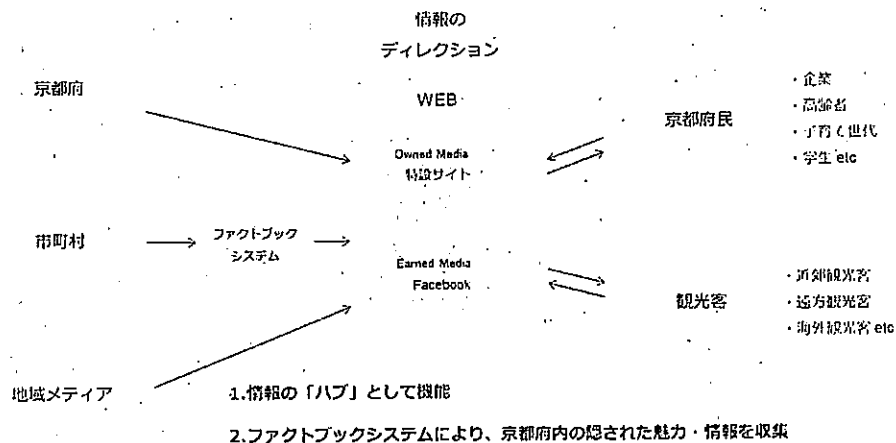 情報の
ディレクション
WEB
京都府
市町村
地域メディア
ファクトブック
システム
Owned Media
特設サイト
Earned Media
Facebook
京都府民
・企業
・高齢者
・子育て世代
・学生 etc
観光客
・近郊観光客
・遠方観光客
・海外観光客 etc
1.情報の「ハブ」として機能
2.ファクトブックシステムにより、京都府内の隠された魅力・情報を収集